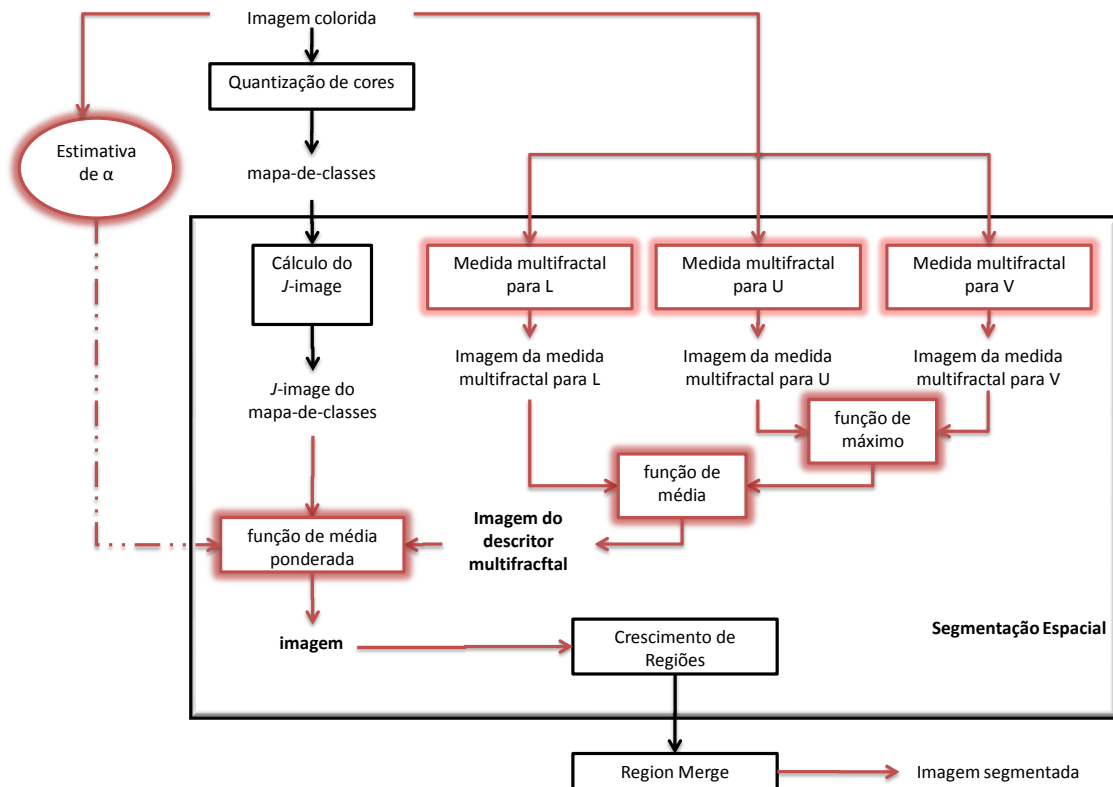 Imagem colorida
Quantização de cores
Estimativa
de α
mapa-de-classes
Cálculo do
J-image
Medida multifractal
para L
Medida multifractal
para U
Medida multifractal
para V
Imagem da medida
multifractal para L
Imagem da medida
multifractal para U
Imagem da medida
multifractal para V
J-image do
mapa-de-classes
função de
máximo
função de
média
função de média
ponderada
Imagem do
descritor
multifracftal
imagem
Crescimento de
Regiões
Segmentação Espacial
Region Merge
Imagem segmentada